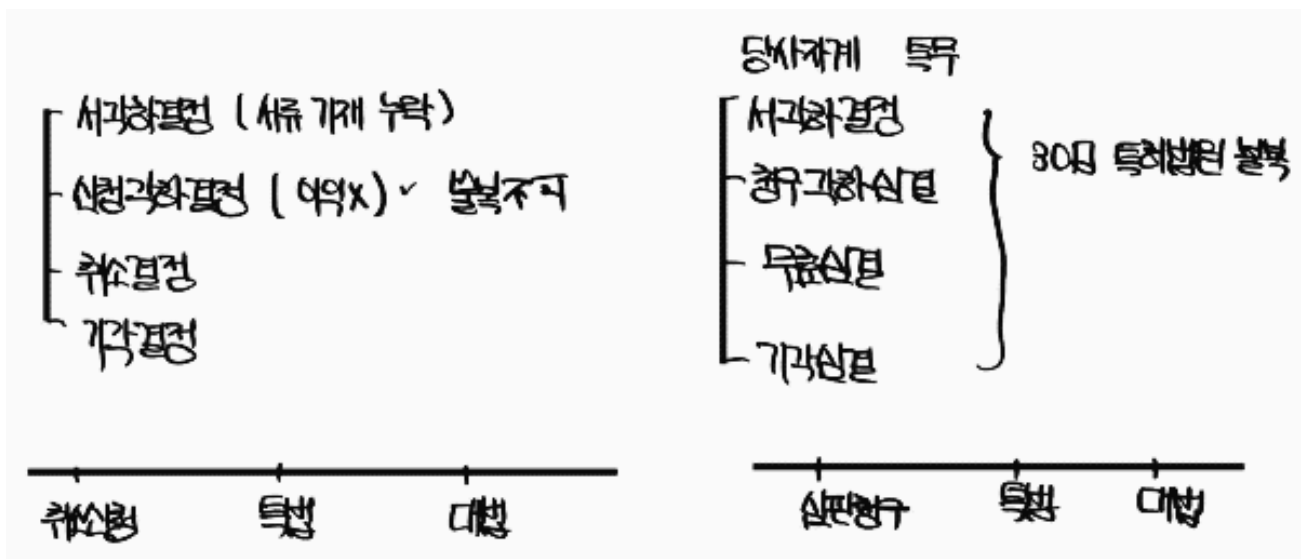 서각하결정 (서류 기재 누락)
신청각하결정 (이익X) ✓ 불복不可
취소결정
기각결정
취소신청 특법 대법
당사자계 특무
서각하결정
청구각하심결
무효심결
기각심결
30일 특허법원 불복
심판청구 특법 대법